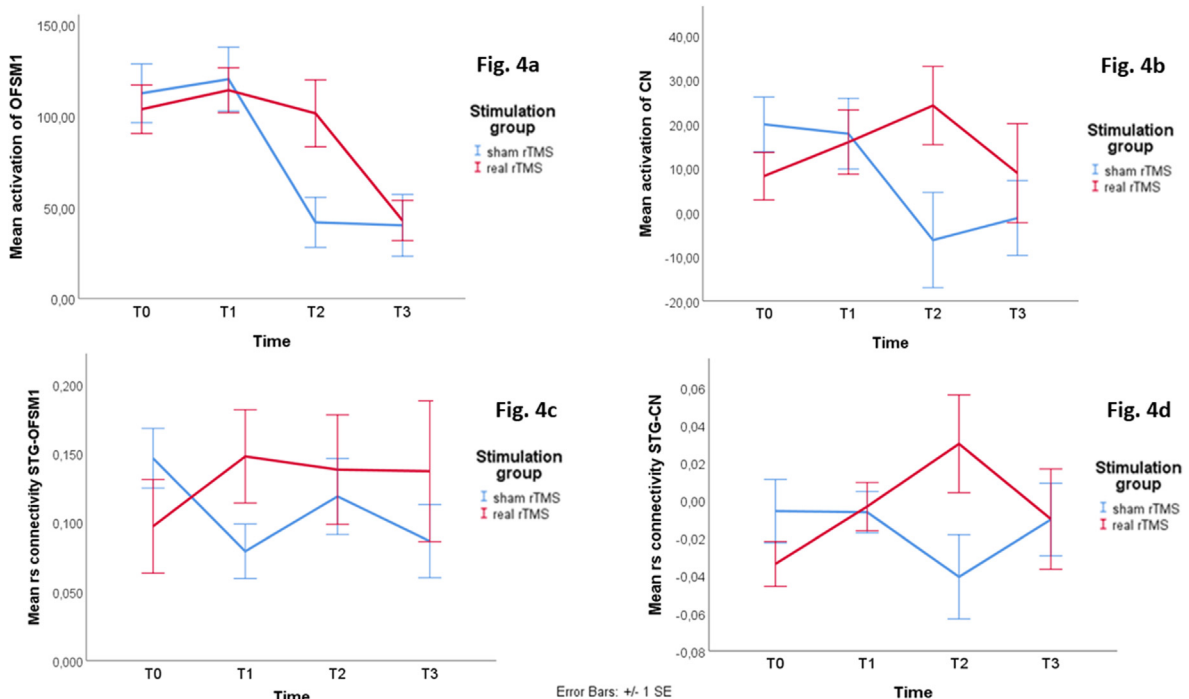 Fig. 4a
Mean activation of OFSM1
150,00
100,00
50,00
0,00
T0 T1 T2 T3
Time
Stimulation
group
sham rTMS
real rTMS
Fig. 4b
Mean activation of CN
40,00
30,00
20,00
10,00
0,00
-10,00
-20,00
T0 T1 T2 T3
Time
Stimulation
group
sham rTMS
real rTMS
Fig. 4c
Mean rs connectivity STG-OFSM1
0,200
0,150
0,100
0,050
0,000
T0 T1 T2 T3
Time
Stimulation
group
sham rTMS
real rTMS
Fig. 4d
Mean rs connectivity STG-CN
0,06
0,04
0,02
0,00
-0,02
-0,04
-0,06
-0,08
T0 T1 T2 T3
Time
Stimulation
group
sham rTMS
real rTMS
Error Bars: +/- 1 SE